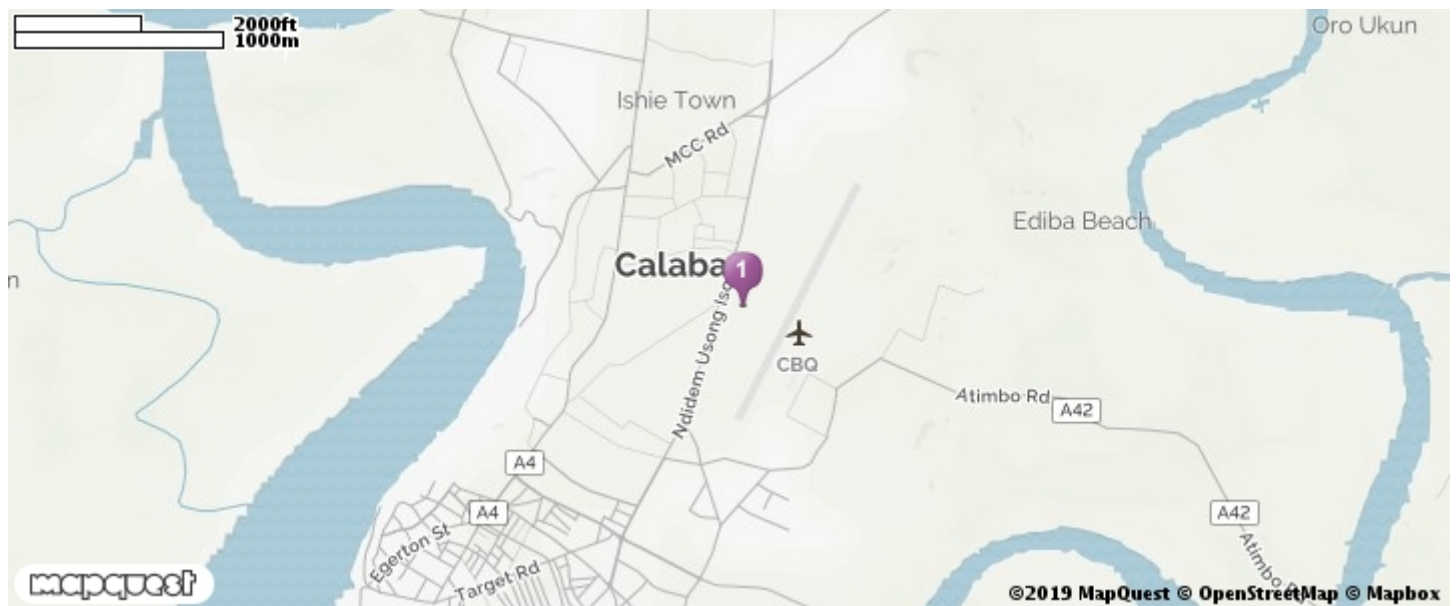 2000ft
1000m
Oro Ukun
Ishie Town
MCC Rd
Ediba Beach
Calaba
1
Ndidem Usong Iso
CBQ
Atimbo Rd
A42
A4
A4
A42
Egerton St
Target Rd
Atimbo
mapquest
©2019 MapQuest © OpenStreetMap © Mapbox